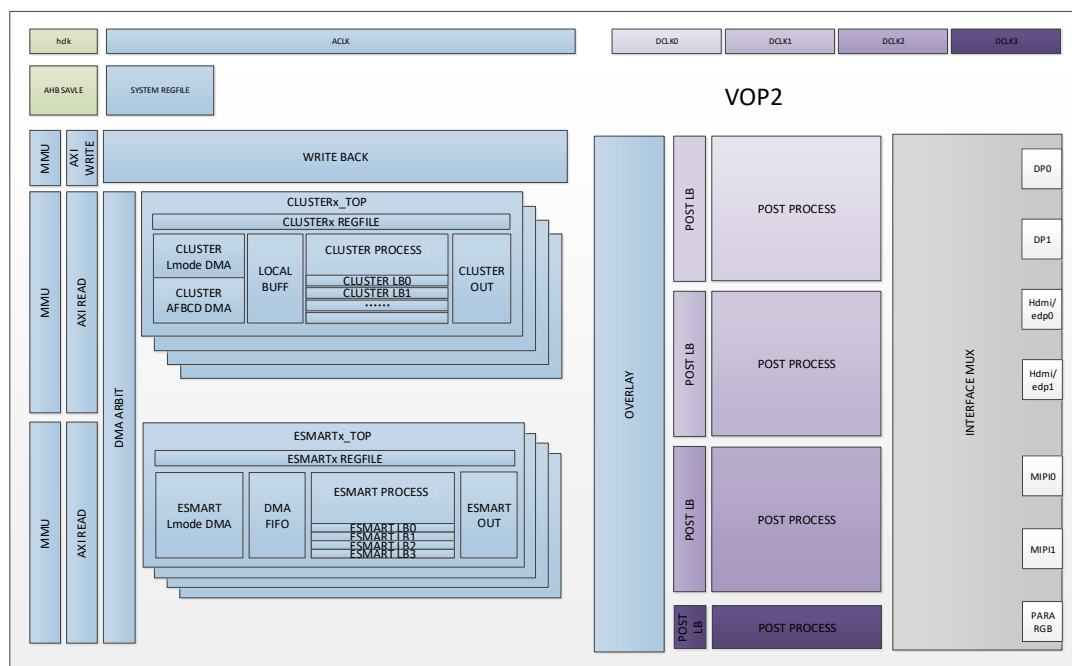 hdk
ACLK
DCLK0
DCLK1
DCLK2
DCLK3
AHB SAVLE
SYSTEM REGFILE
VOP2
MMU
AXI
WRITE
WRITE BACK
MMU
AXI READ
DMA ARBIT
CLUSTERx_TOP
CLUSTERx REGFILE
CLUSTER
Lmode DMA
CLUSTER
AFBCD DMA
LOCAL
BUFF
CLUSTER PROCESS
CLUSTER LB0
CLUSTER LB1
......
CLUSTER
OUT
MMU
AXI READ
ESMARTx_TOP
ESMARTx REGFILE
ESMART
Lmode DMA
DMA
FIFO
ESMART PROCESS
ESMART LB0
ESMART LB1
ESMART LB2
ESMART LB3
ESMART
OUT
OVERLAY
POST LB
POST PROCESS
POST LB
POST PROCESS
POST LB
POST PROCESS
POST
LB
POST PROCESS
INTERFACE MUX
DP0
DP1
Hdmi/
edp0
Hdmi/
edp1
MIPI0
MIPI1
PARA
RGB